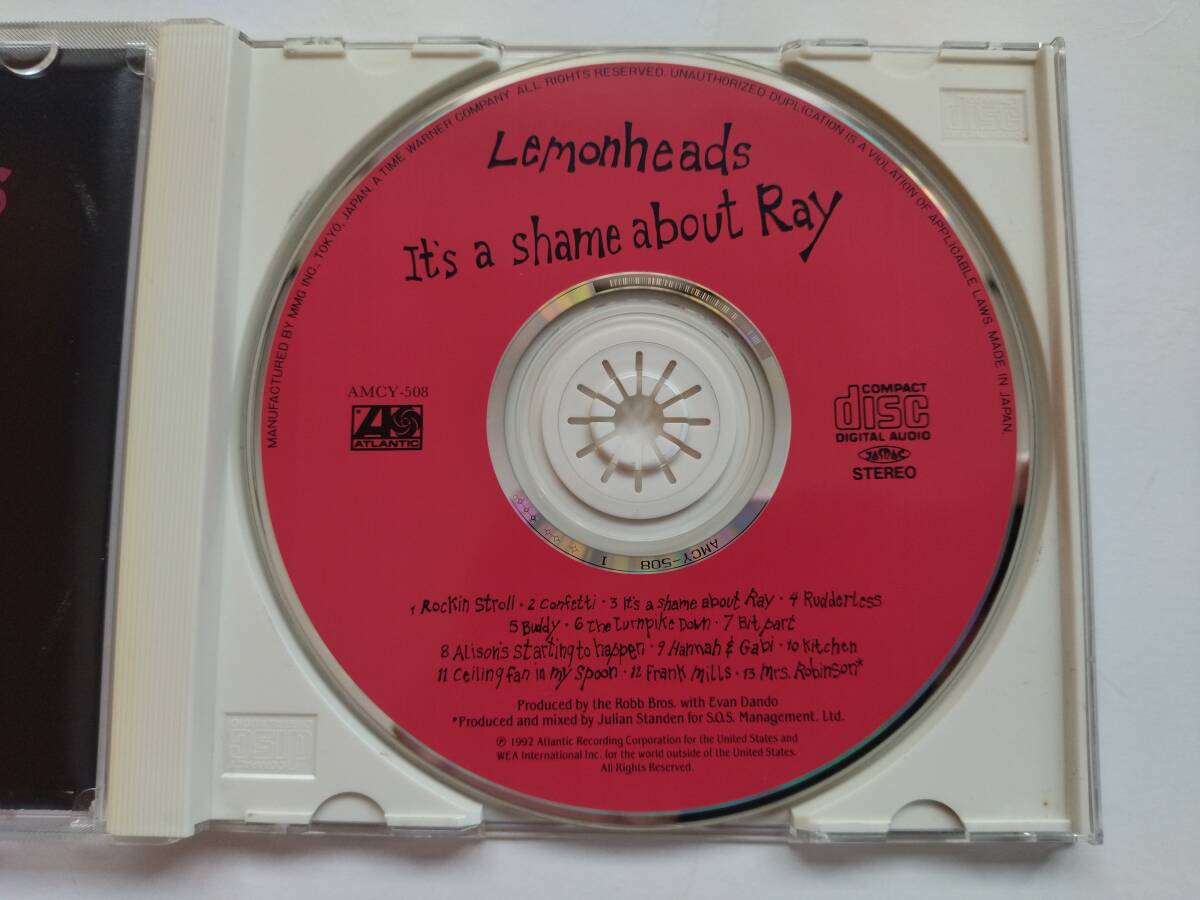 MANUFACTURED BY MMG INC., TOKYO, JAPAN. A TIME WARNER COMPANY. ALL RIGHTS RESERVED. UNAUTHORIZED DUPLICATION IS A VIOLATION OF APPLICABLE LAWS. MADE IN JAPAN.
Lemonheads
It's a shame about Ray
AMCY-508
ATLANTIC
COMPACT
disc
DIGITAL AUDIO
STEREO
AMCY-508 1
1 Rockin Stroll · 2 Confetti · 3 It's a shame about Ray · 4 Rudderless
5 Buddy · 6 The Turnpike Down · 7 Bit part
8 Alison's starting to happen · 9 Hannah & Gabi · 10 Kitchen
11 Ceiling fan in my spoon · 12 Frank Mills · 13 Mrs. Robinson*
Produced by the Robb Bros. with Evan Dando
*Produced and mixed by Julian Standen for S.O.S. Management. Ltd.
℗ 1992 Atlantic Recording Corporation for the United States and
WEA International Inc. for the world outside of the United States.
All Rights Reserved.
disc
disc
S